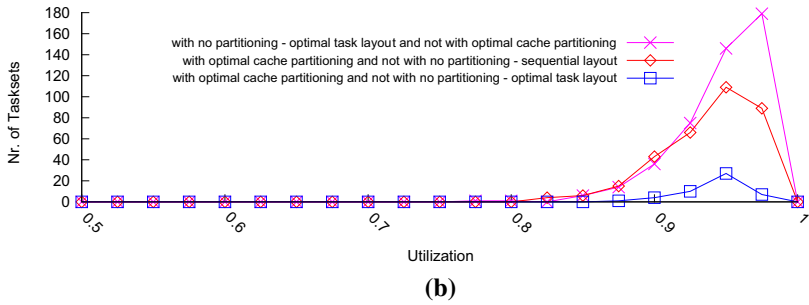 180
160
140
120
100
80
60
40
20
0
Nr. of Tasksets
with no partitioning - optimal task layout and not with optimal cache partitioning
with optimal cache partitioning and not with no partitioning - sequential layout
with optimal cache partitioning and not with no partitioning - optimal task layout
0.5
0.6
0.7
0.8
0.9
1
Utilization
(b)